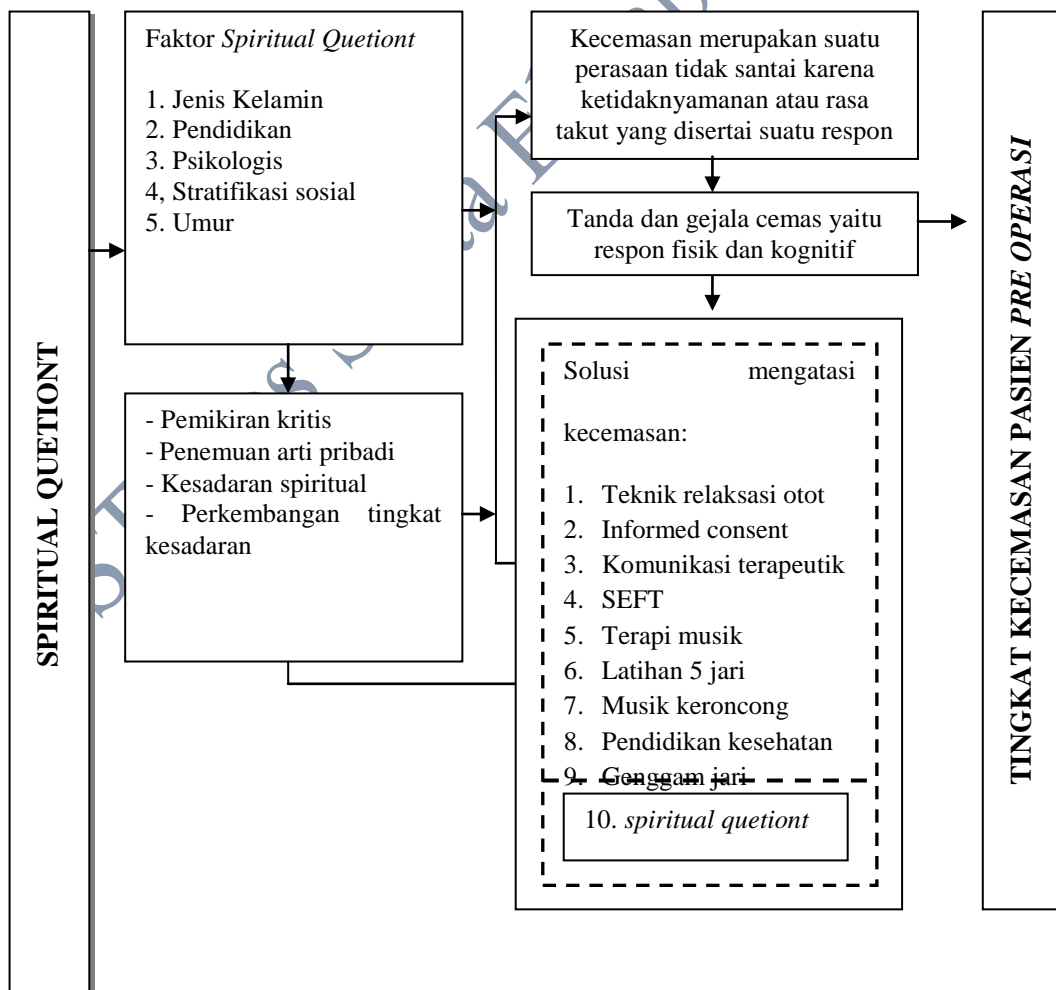 SPIRITUAL QUETIONT
Faktor Spiritual Quetiont
1. Jenis Kelamin
2. Pendidikan
3. Psikologis
4, Stratifikasi sosial
5. Umur
- Pemikiran kritis
- Penemuan arti pribadi
- Kesadaran spiritual
- Perkembangan tingkat
kesadaran
Kecemasan merupakan suatu
perasaan tidak santai karena
ketidaknyamanan atau rasa
takut yang disertai suatu respon
Tanda dan gejala cemas yaitu
respon fisik dan kognitif
Solusi mengatasi
kecemasan:
1. Teknik relaksasi otot
2. Informed consent
3. Komunikasi terapeutik
4. SEFT
5. Terapi musik
6. Latihan 5 jari
7. Musik keroncong
8. Pendidikan kesehatan
9. Genggam jari
10. spiritual quetiont
TINGKAT KECEMASAN PASIEN PRE OPERASI